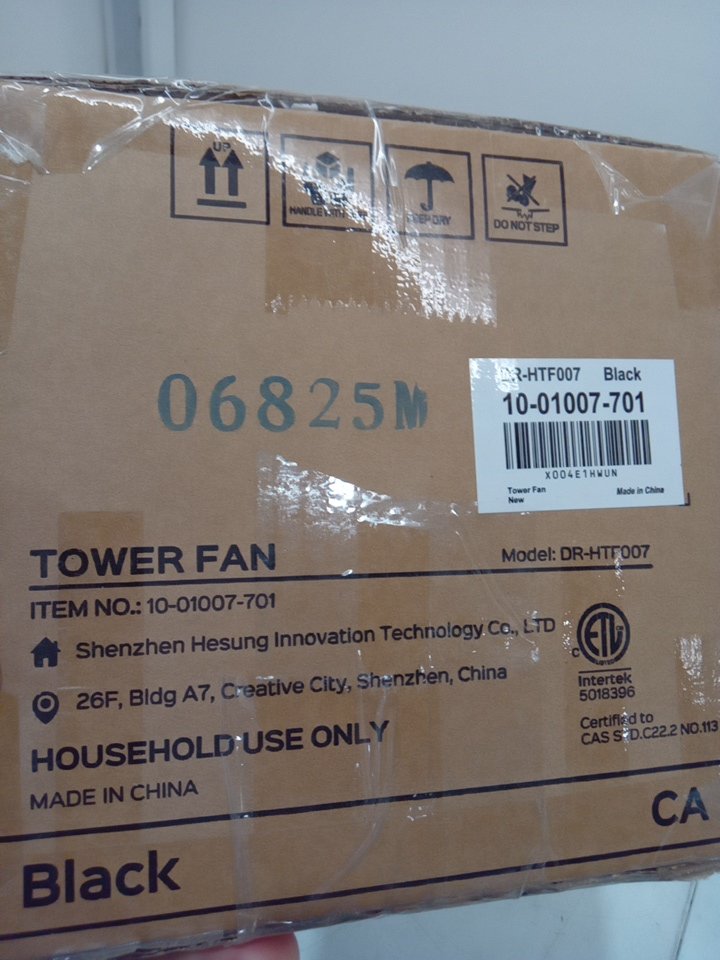 UP
HANDLE WITH
KEEP DRY
DO NOT STEP
DR-HTF007 Black
10-01007-701
X004E1HWUN
Tower Fan Made in China
New
06825M
TOWER FAN Model: DR-HTF007
ITEM NO.: 10-01007-701
Shenzhen Hesung Innovation Technology Co., LTD
26F, Bldg A7, Creative City, Shenzhen, China
C ETL
LISTED
Intertek
5018396
Certified to
CAS STD.C22.2 NO.113
HOUSEHOLD USE ONLY
MADE IN CHINA
CA
Black